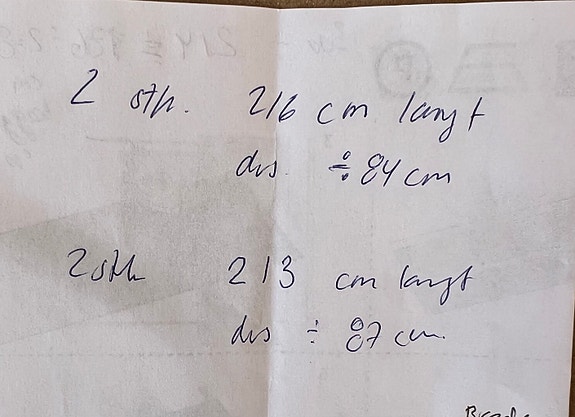 2 stk. 216 cm langt
dvs. ÷ 84 cm
2 stk 213 cm langt
dvs ÷ 87 cm.